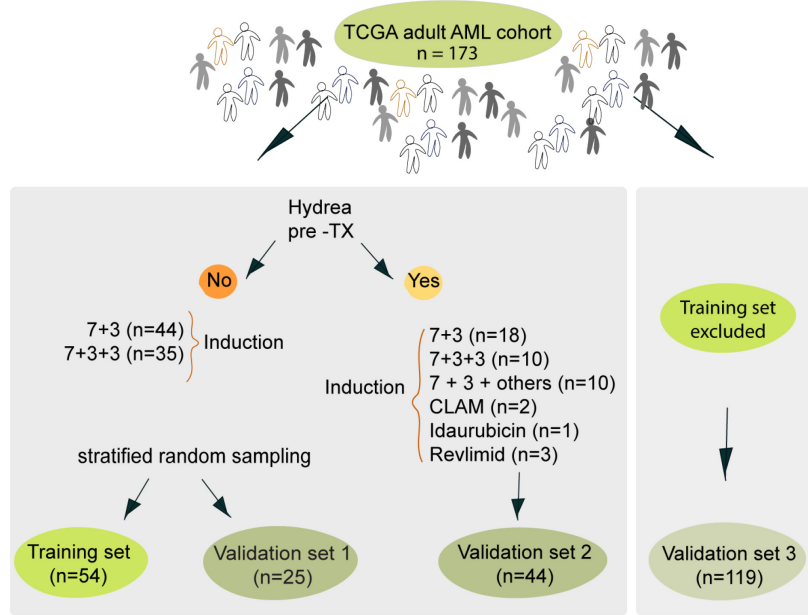 TCGA adult AML cohort
n = 173
Hydrea
pre -TX
No
Yes
7+3 (n=44)
7+3+3 (n=35)
Induction
Induction
7+3 (n=18)
7+3+3 (n=10)
7 + 3 + others (n=10)
CLAM (n=2)
Idaurubicin (n=1)
Revlimid (n=3)
stratified random sampling
Training set
(n=54)
Validation set 1
(n=25)
Validation set 2
(n=44)
Training set
excluded
Validation set 3
(n=119)